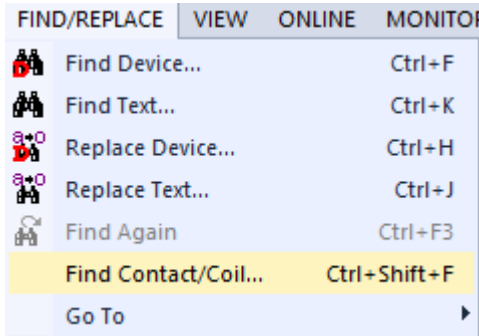 FIND/REPLACE VIEW ONLINE MONITO
Find Device... Ctrl+F
Find Text... Ctrl+K
Replace Device... Ctrl+H
Replace Text... Ctrl+J
Find Again Ctrl+F3
Find Contact/Coil... Ctrl+Shift+F
Go To